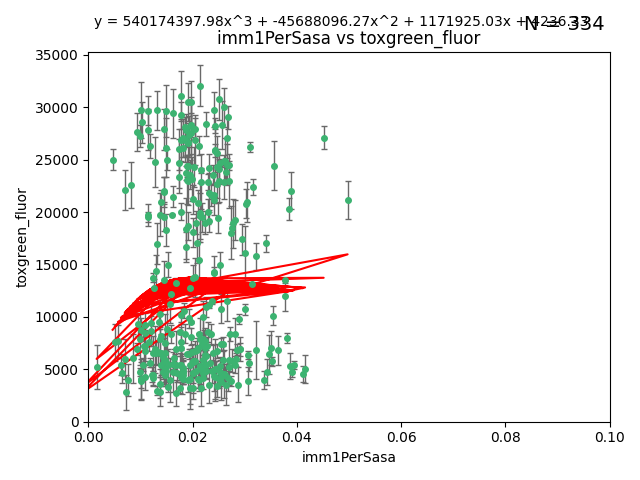 y = 540174397.98x^3 + -45688096.27x^2 + 1171925.03x + 4236.33
N = 334
imm1PerSasa vs toxgreen_fluor
35000
30000
25000
20000
15000
10000
5000
0
toxgreen_fluor
0.00 0.02 0.04 0.06 0.08 0.10
imm1PerSasa